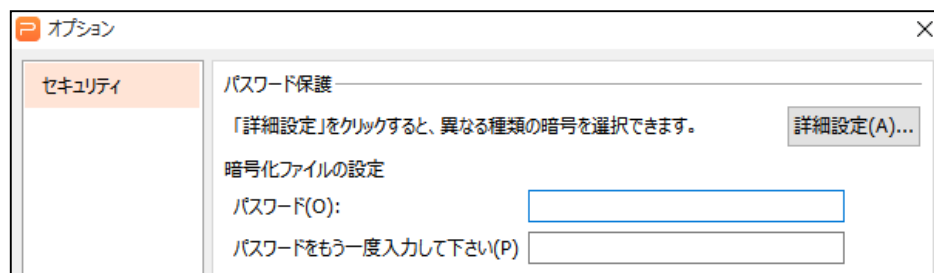 オプション
セキュリティ
パスワード保護
「詳細設定」をクリックすると、異なる種類の暗号を選択できます。
詳細設定(A)...
暗号化ファイルの設定
パスワード(O):
パスワードをもう一度入力して下さい(P)